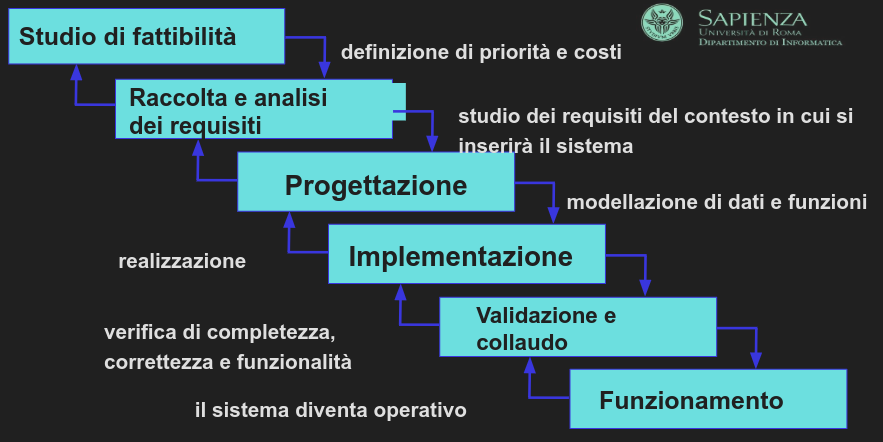 Studio di fattibilità
SAPIENZA
UNIVERSITÀ DI ROMA
DIPARTIMENTO DI INFORMATICA
definizione di priorità e costi
Raccolta e analisi
dei requisiti
studio dei requisiti del contesto in cui si
inserirà il sistema
Progettazione
modellazione di dati e funzioni
Implementazione
realizzazione
Validazione e
collaudo
verifica di completezza,
correttezza e funzionalità
Funzionamento
il sistema diventa operativo